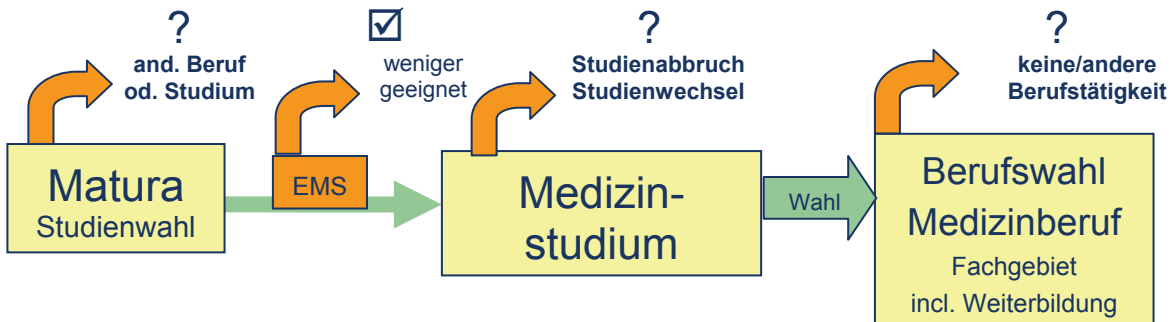 ?
and. Beruf
od. Studium
weniger
geeignet
?
Studienabbruch
Studienwechsel
?
keine/andere
Berufstätigkeit
Matura
Studienwahl
EMS
Medizin-
studium
Wahl
Berufswahl
Medizinberuf
Fachgebiet
incl. Weiterbildung